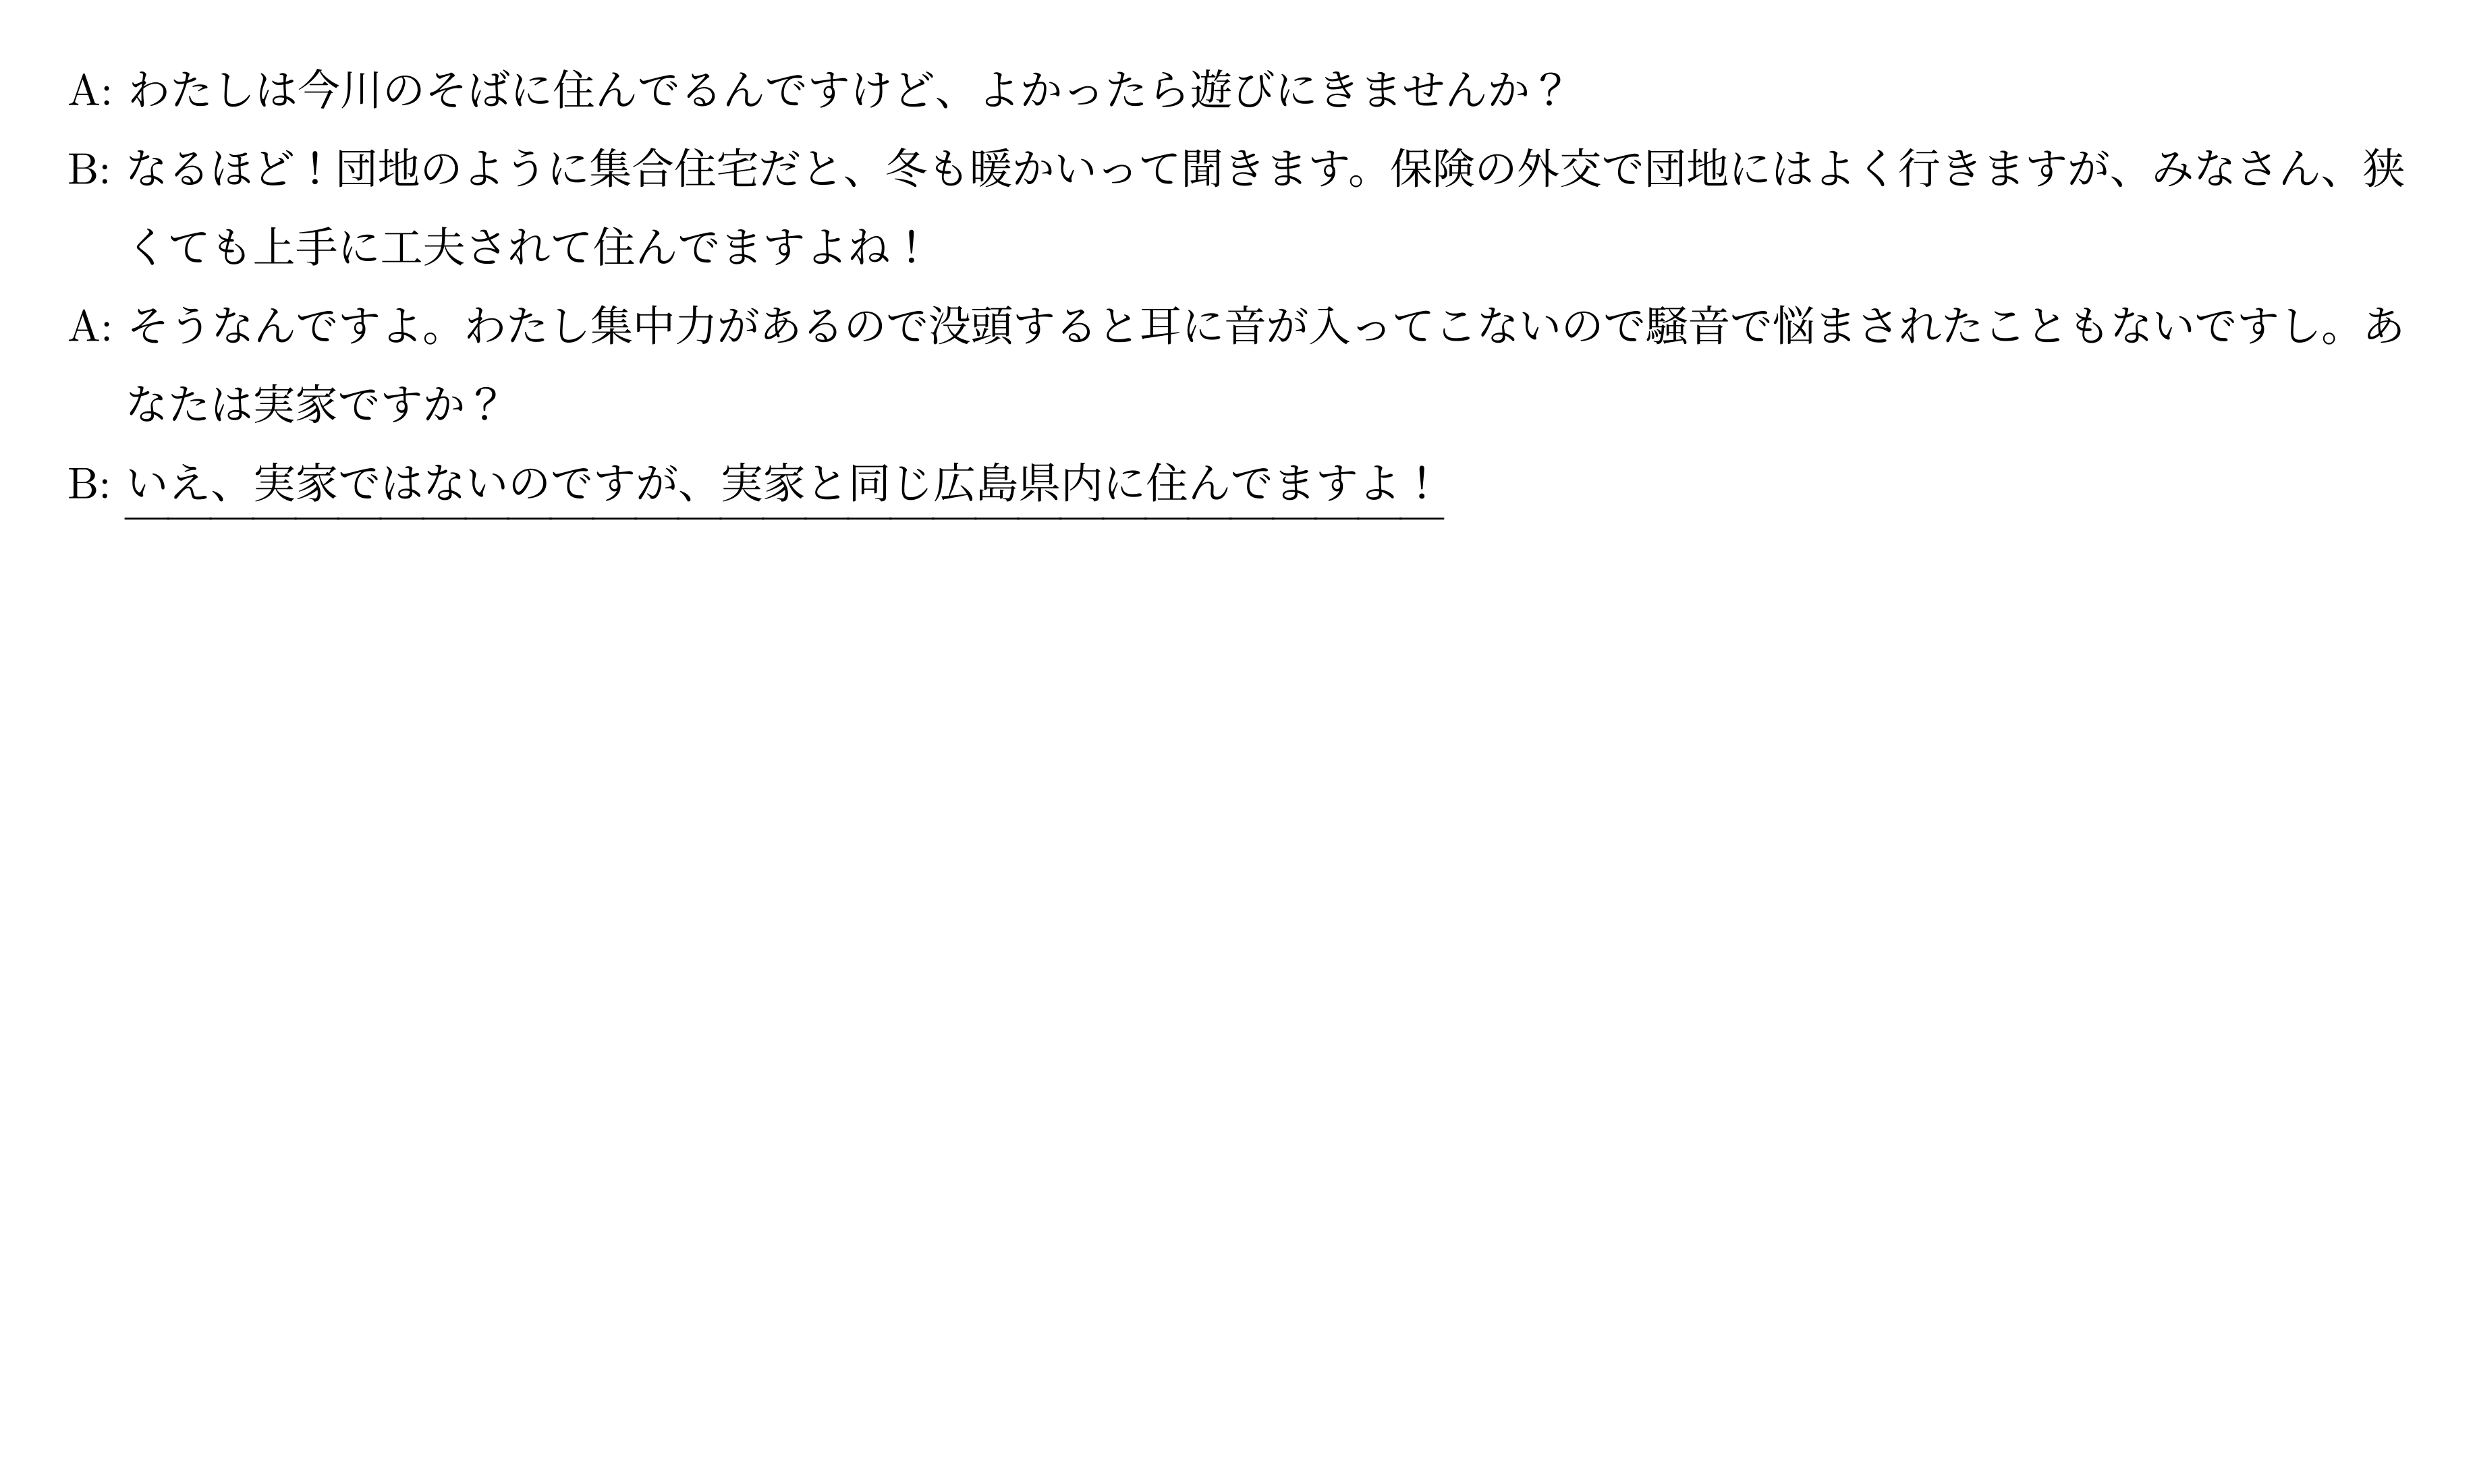 A: わたしは今川のそばに住んでるんですけど、よかったら遊びにきませんか？
B: なるほど！団地のように集合住宅だと、冬も暖かいって聞きます。保険の外交で団地にはよく行きますが、みなさん、狭
くても上手に工夫されて住んでますよね！
A: そうなんですよ。わたし集中力があるので没頭すると耳に音が入ってこないので騒音で悩まされたこともないですし。あ
なたは実家ですか？
B: いえ、実家ではないのですが、実家と同じ広島県内に住んでますよ！